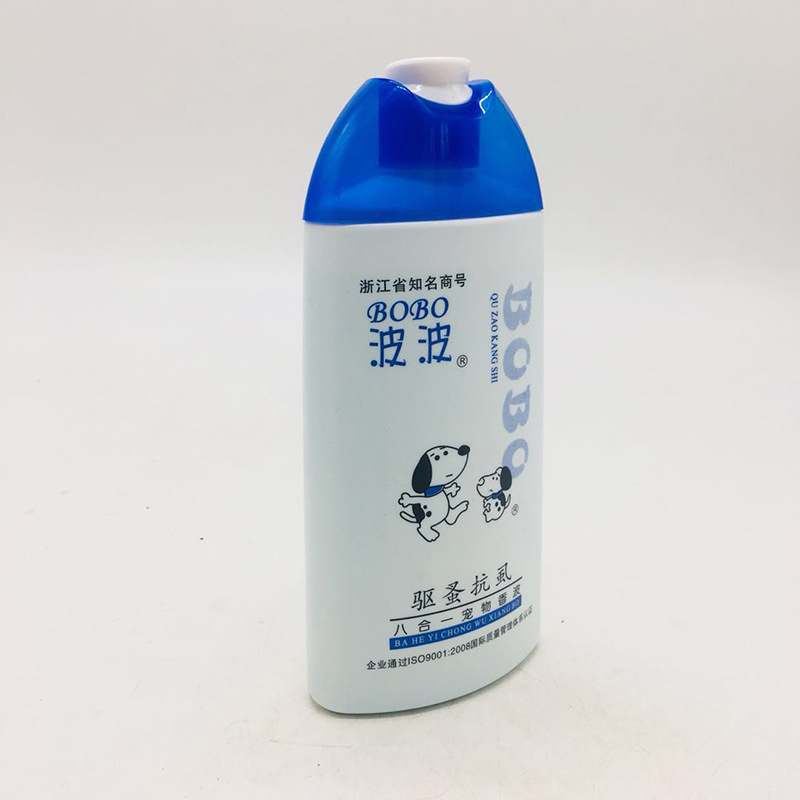 浙江省知名商号
BOBO
波波®
BOBO
QU ZAO KANG SHI
®
驱蚤抗虱
八合一宠物香波
BA HE YI CHONG WU XIANG BO
企业通过ISO9001:2008国际质量管理体系认证